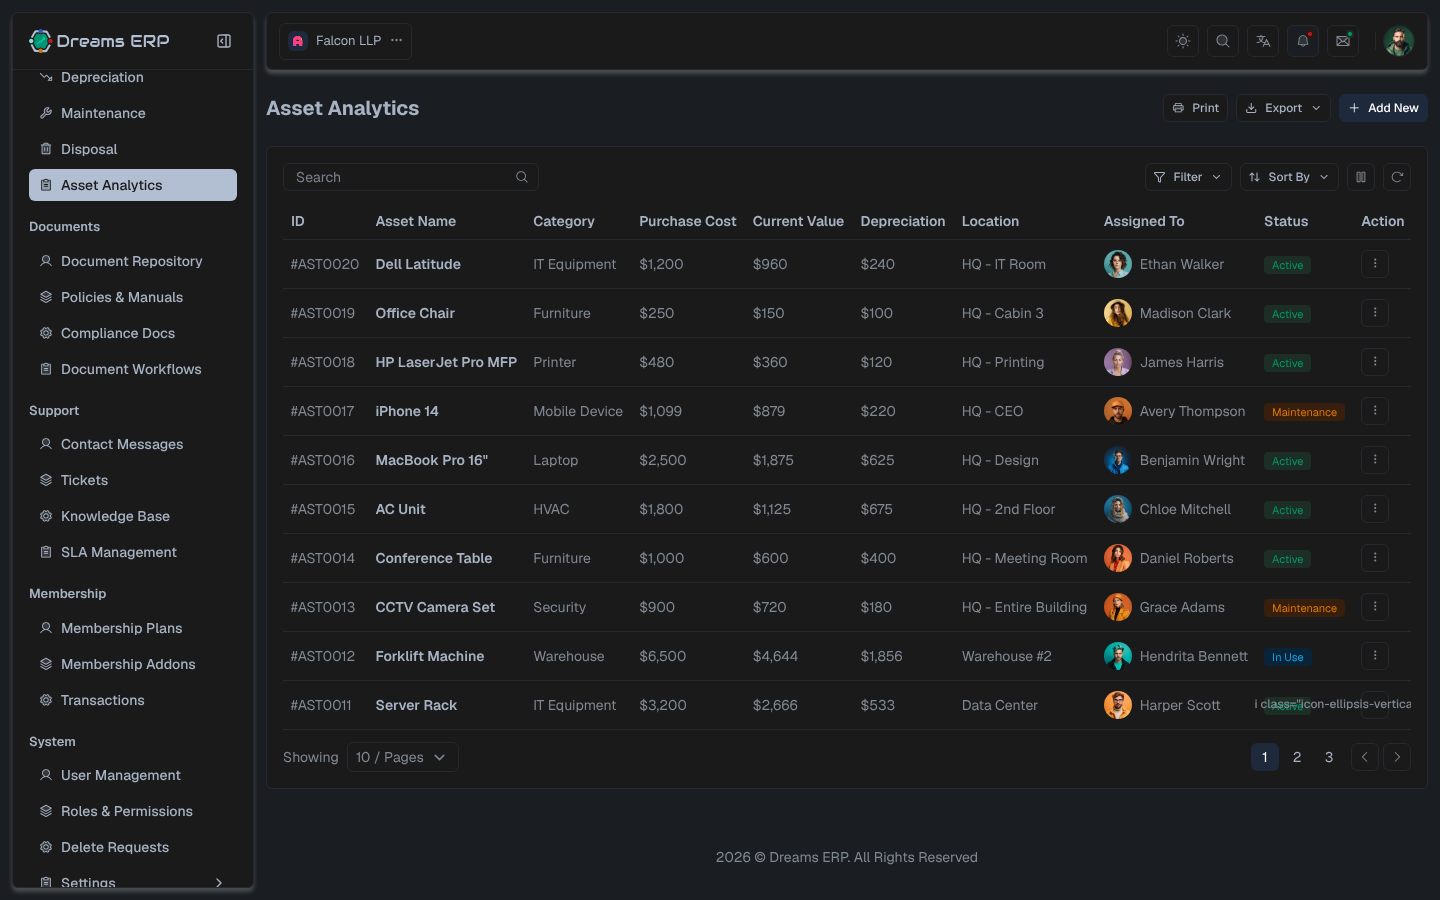 Dreams ERP
Falcon LLP
Depreciation
Maintenance
Disposal
Asset Analytics
Documents
Document Repository
Policies & Manuals
Compliance Docs
Document Workflows
Support
Contact Messages
Tickets
Knowledge Base
SLA Management
Membership
Membership Plans
Membership Addons
Transactions
System
User Management
Roles & Permissions
Delete Requests
Settings
Asset Analytics
Print
Export
Add New
Search
Filter
Sort By
ID Asset Name Category Purchase Cost Current Value Depreciation Location Assigned To Status Action
#AST0020 Dell Latitude IT Equipment $1,200 $960 $240 HQ - IT Room Ethan Walker Active
#AST0019 Office Chair Furniture $250 $150 $100 HQ - Cabin 3 Madison Clark Active
#AST0018 HP LaserJet Pro MFP Printer $480 $360 $120 HQ - Printing James Harris Active
#AST0017 iPhone 14 Mobile Device $1,099 $879 $220 HQ - CEO Avery Thompson Maintenance
#AST0016 MacBook Pro 16" Laptop $2,500 $1,875 $625 HQ - Design Benjamin Wright Active
#AST0015 AC Unit HVAC $1,800 $1,125 $675 HQ - 2nd Floor Chloe Mitchell Active
#AST0014 Conference Table Furniture $1,000 $600 $400 HQ - Meeting Room Daniel Roberts Active
#AST0013 CCTV Camera Set Security $900 $720 $180 HQ - Entire Building Grace Adams Maintenance
#AST0012 Forklift Machine Warehouse $6,500 $4,644 $1,856 Warehouse #2 Hendrita Bennett In Use
#AST0011 Server Rack IT Equipment $3,200 $2,666 $533 Data Center Harper Scott Active i class="icon-ellipsis-vertica
Showing 10 / Pages
1 2 3
2026 © Dreams ERP. All Rights Reserved